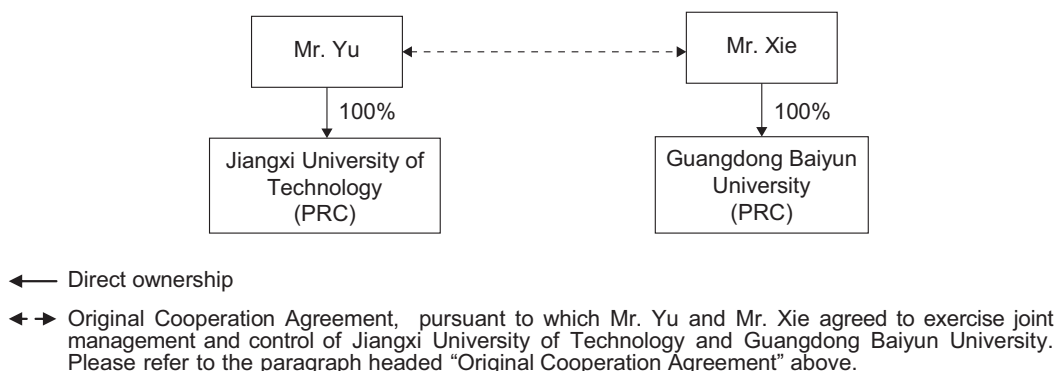 Mr. Yu
Mr. Xie
100%
100%
Jiangxi University of
Technology
(PRC)
Guangdong Baiyun
University
(PRC)
Direct ownership
Original Cooperation Agreement, pursuant to which Mr. Yu and Mr. Xie agreed to exercise joint
management and control of Jiangxi University of Technology and Guangdong Baiyun University.
Please refer to the paragraph headed “Original Cooperation Agreement” above.